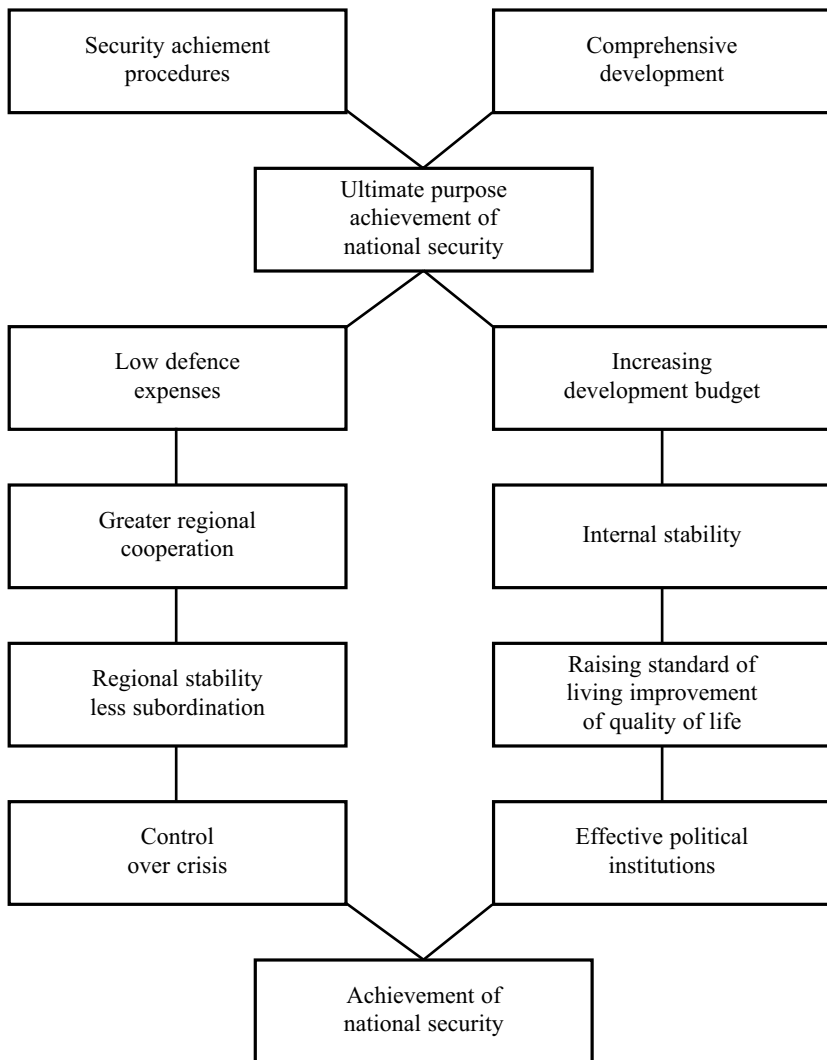 Security achiement
procedures
Comprehensive
development
Ultimate purpose
achievement of
national security
Low defence
expenses
Increasing
development budget
Greater regional
cooperation
Internal stability
Regional stability
less subordination
Raising standard of
living improvement
of quality of life
Control
over crisis
Effective political
institutions
Achievement of
national security